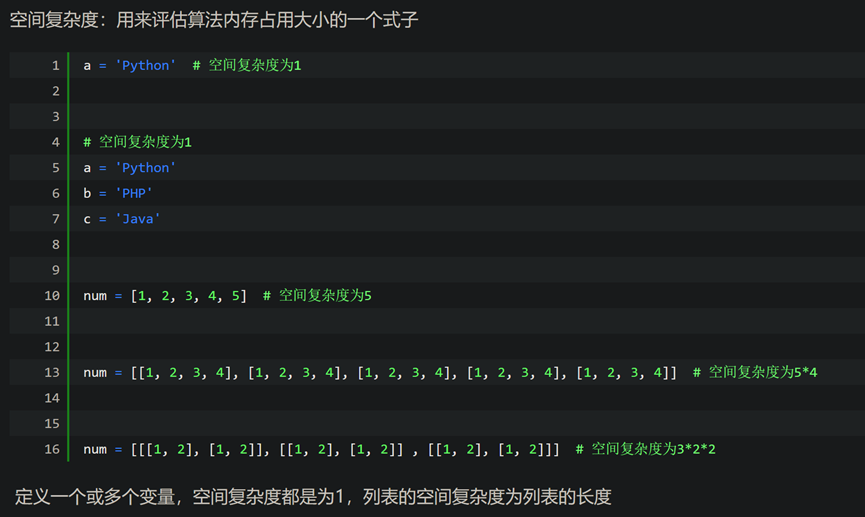 空间复杂度：用来评估算法内存占用大小的一个式子
1 a = 'Python' # 空间复杂度为1
2
3
4 # 空间复杂度为1
5 a = 'Python'
6 b = 'PHP'
7 c = 'Java'
8
9
10 num = [1, 2, 3, 4, 5] # 空间复杂度为5
11
12
13 num = [[1, 2, 3, 4], [1, 2, 3, 4], [1, 2, 3, 4], [1, 2, 3, 4], [1, 2, 3, 4]] # 空间复杂度为5*4
14
15
16 num = [[[1, 2], [1, 2]], [[1, 2], [1, 2]] , [[1, 2], [1, 2]]] # 空间复杂度为3*2*2
定义一个或多个变量，空间复杂度都是为1，列表的空间复杂度为列表的长度